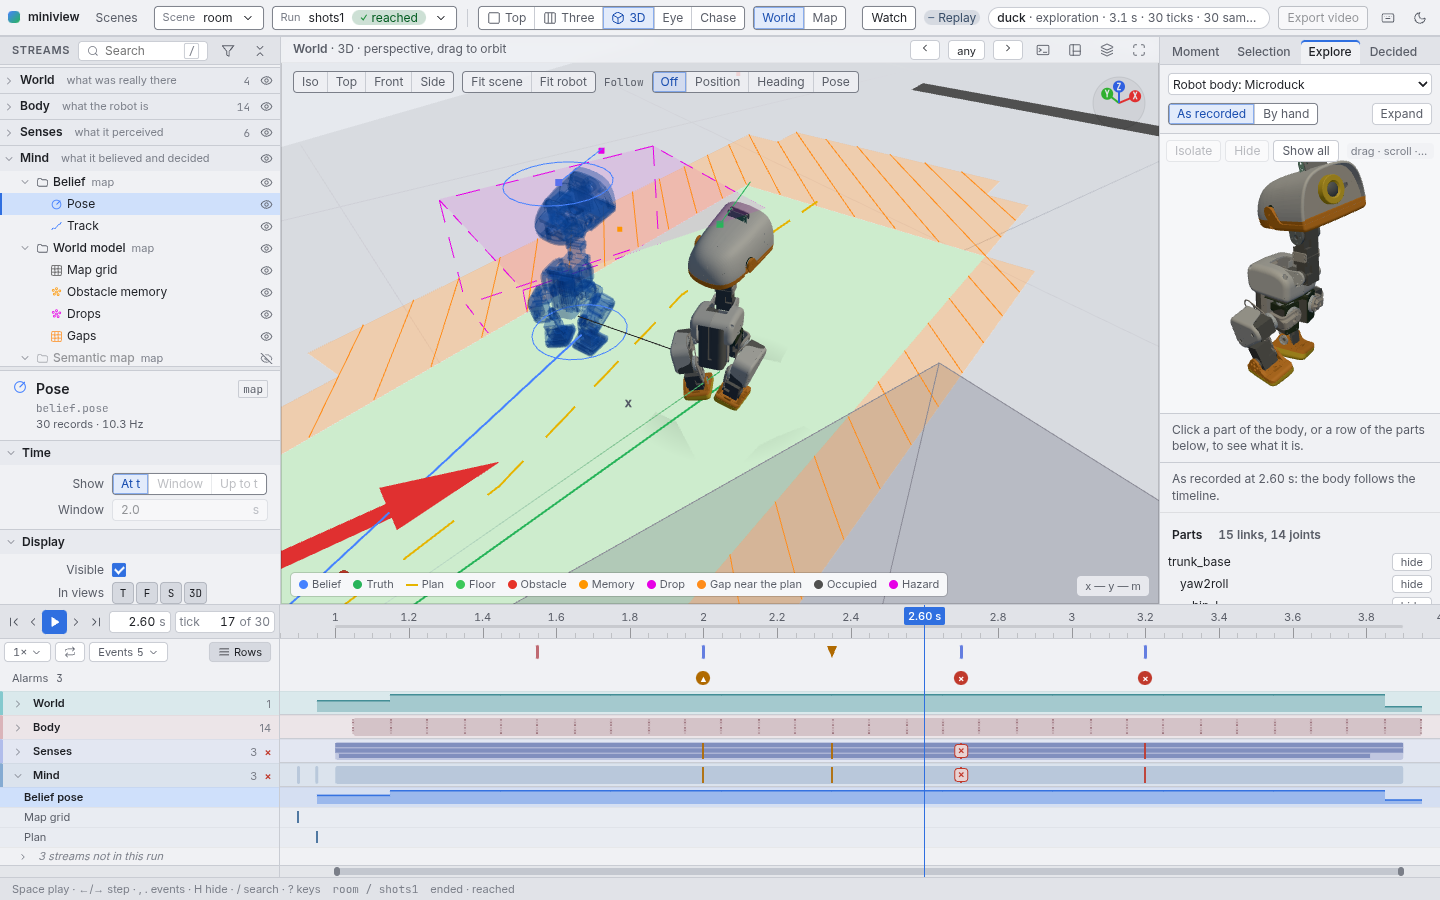 miniview Scenes Scene room Run shots1 ✓ reached Top Three 3D Eye Chase World Map Watch Replay duck · exploration · 3.1 s · 30 ticks · 30 sam... Export video
STREAMS Search /
World what was really there 4
Body what the robot is 14
Senses what it perceived 6
Mind what it believed and decided
Belief map
Pose
Track
World model map
Map grid
Obstacle memory
Drops
Gaps
Semantic map map
Pose map
belief.pose
30 records · 10.3 Hz
Time
Show At t Window Up to t
Window 2.0 s
Display
Visible
In views T F S 3D
World · 3D · perspective, drag to orbit any
Iso Top Front Side Fit scene Fit robot Follow Off Position Heading Pose
Z
Y X
x
Belief Truth Plan Floor Obstacle Memory Drop Gap near the plan Occupied Hazard
x — y — m
Moment Selection Explore Decided
Robot body: Microduck
As recorded By hand Expand
Isolate Hide Show all drag · scroll ·...
Click a part of the body, or a row of the parts
below, to see what it is.
As recorded at 2.60 s: the body follows the
timeline.
Parts 15 links, 14 joints
trunk_base hide
yaw2roll hide
2.60 s tick 17 of 30
1 1.2 1.4 1.6 1.8 2 2.2 2.4 2.60 s 2.8 3 3.2 3.4 3.6 3.8
1× Events 5 Rows
Alarms 3
World 1
Body 14
Senses 3 ×
Mind 3 ×
Belief pose
Map grid
Plan
3 streams not in this run
Space play · ←/→ step · , . events · H hide · / search · ? keys room / shots1 ended · reached